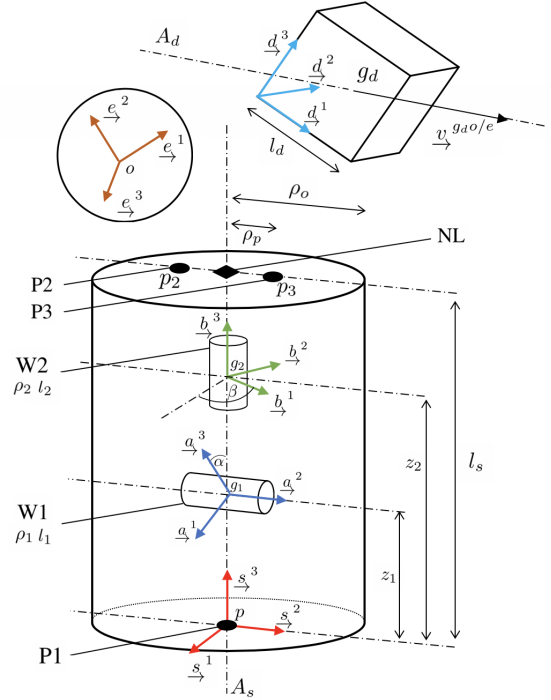 A_d
d^3
d^2
g_d
d^1
v^{g_d o/e}
l_d
e^2
e^1
o
e^3
ρ_o
ρ_p
NL
P2
p_2
p_3
P3
b^3
W2
g_2
b^2
ρ_2 l_2
β
b^1
z_2
l_s
a^3
α
g_1
a^2
W1
ρ_1 l_1
a^1
z_1
s^3
p
s^2
P1
s^1
A_s